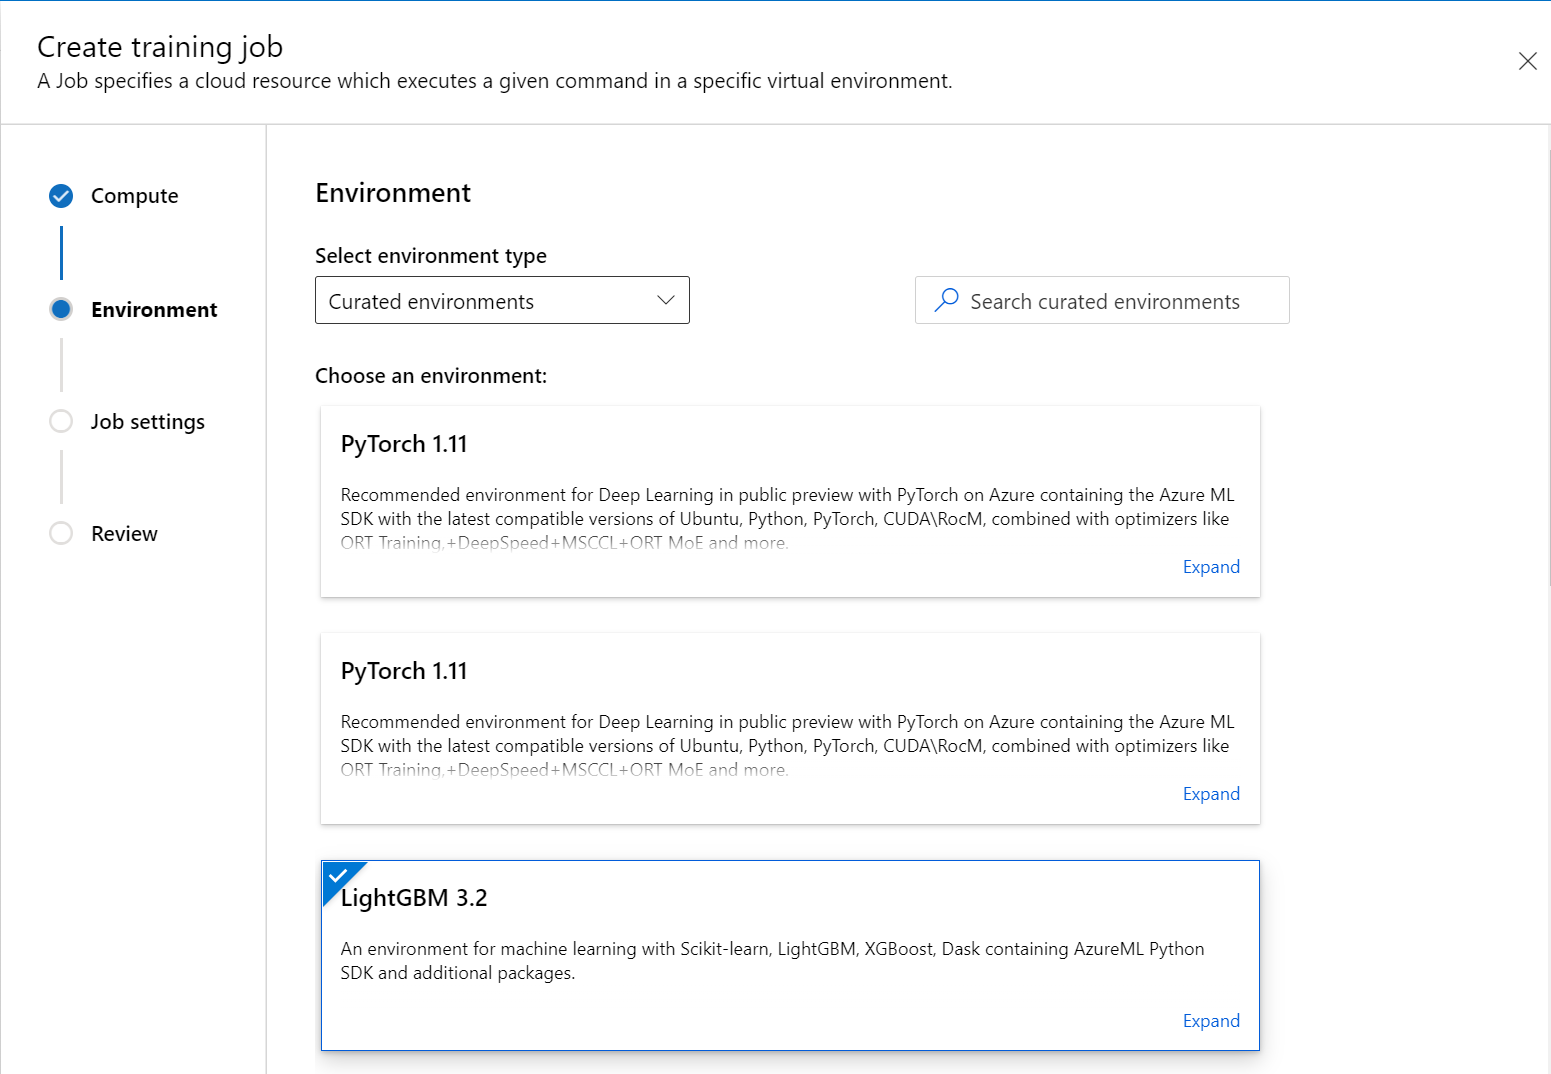 Create training job
A Job specifies a cloud resource which executes a given command in a specific virtual environment.
Compute
Environment
Job settings
Review
Environment
Select environment type
Curated environments
Search curated environments
Choose an environment:
PyTorch 1.11
Recommended environment for Deep Learning in public preview with PyTorch on Azure containing the Azure ML
SDK with the latest compatible versions of Ubuntu, Python, PyTorch, CUDA\RocM, combined with optimizers like
ORT Training,+DeepSpeed+MSCCL+ORT MoE and more.
Expand
PyTorch 1.11
Recommended environment for Deep Learning in public preview with PyTorch on Azure containing the Azure ML
SDK with the latest compatible versions of Ubuntu, Python, PyTorch, CUDA\RocM, combined with optimizers like
ORT Training,+DeepSpeed+MSCCL+ORT MoE and more.
Expand
LightGBM 3.2
An environment for machine learning with Scikit-learn, LightGBM, XGBoost, Dask containing AzureML Python
SDK and additional packages.
Expand